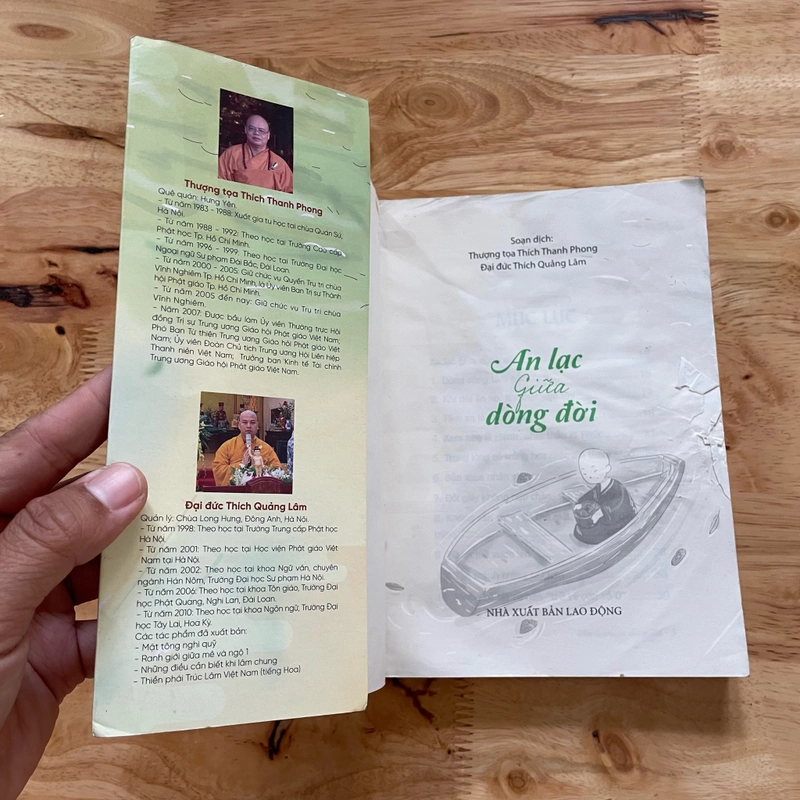 Thượng tọa Thích Thanh Phong
Quê quán: Hưng Yên.
- Từ năm 1983 - 1988: Xuất gia tu học tại chùa Quán Sứ,
Hà Nội.
- Từ năm 1988 - 1992: Theo học tại Trường Cao cấp
Phật học Tp. Hồ Chí Minh.
- Từ năm 1996 - 1999: Theo học tại Trường Đại học
Ngoại ngữ Sư phạm Đài Bắc, Đài Loan.
- Từ năm 2000 - 2005: Giữ chức vụ Quyền Trụ trì chùa
Vĩnh Nghiêm Tp. Hồ Chí Minh, là Ủy viên Ban Trị sự Thành
hội Phật giáo Tp. Hồ Chí Minh.
- Từ năm 2005 đến nay: Giữ chức vụ Trụ trì chùa
Vĩnh Nghiêm.
- Năm 2007: Được bầu làm Ủy viên Thường trực Hội
đồng Trị sự Trung ương Giáo hội Phật giáo Việt Nam;
Phó Ban Từ thiện Trung ương Giáo hội Phật giáo Việt
Nam; Ủy viên Đoàn Chủ tịch Trung ương Hội Liên hiệp
Thanh niên Việt Nam; Trưởng ban Kinh tế Tài chính
Trung ương Giáo hội Phật giáo Việt Nam.
Đại đức Thích Quảng Lâm
Quản lý: Chùa Long Hưng, Đông Anh, Hà Nội.
- Từ năm 1998: Theo học tại Trường Trung cấp Phật học
Hà Nội.
- Từ năm 2001: Theo học tại Học viện Phật giáo Việt
Nam tại Hà Nội.
- Từ năm 2002: Theo học tại khoa Ngữ văn, chuyên
ngành Hán Nôm, Trường Đại học Sư phạm Hà Nội.
- Từ năm 2006: Theo học tại khoa Tôn giáo, Trường Đại
học Phật Quang, Nghi Lan, Đài Loan.
- Từ năm 2010: Theo học tại khoa Ngôn ngữ, Trường Đại
học Tây Lai, Hoa Kỳ.
Các tác phẩm đã xuất bản:
- Mật tông nghi quỹ
- Ranh giới giữa mê và ngộ 1
- Những điều cần biết khi lâm chung
- Thiền phái Trúc Lâm Việt Nam (tiếng Hoa)
Soạn dịch:
Thượng tọa Thích Thanh Phong
Đại đức Thích Quảng Lâm
MỤC LỤC
An lạc
Giữa
dòng đời
NHÀ XUẤT BẢN LAO ĐỘNG